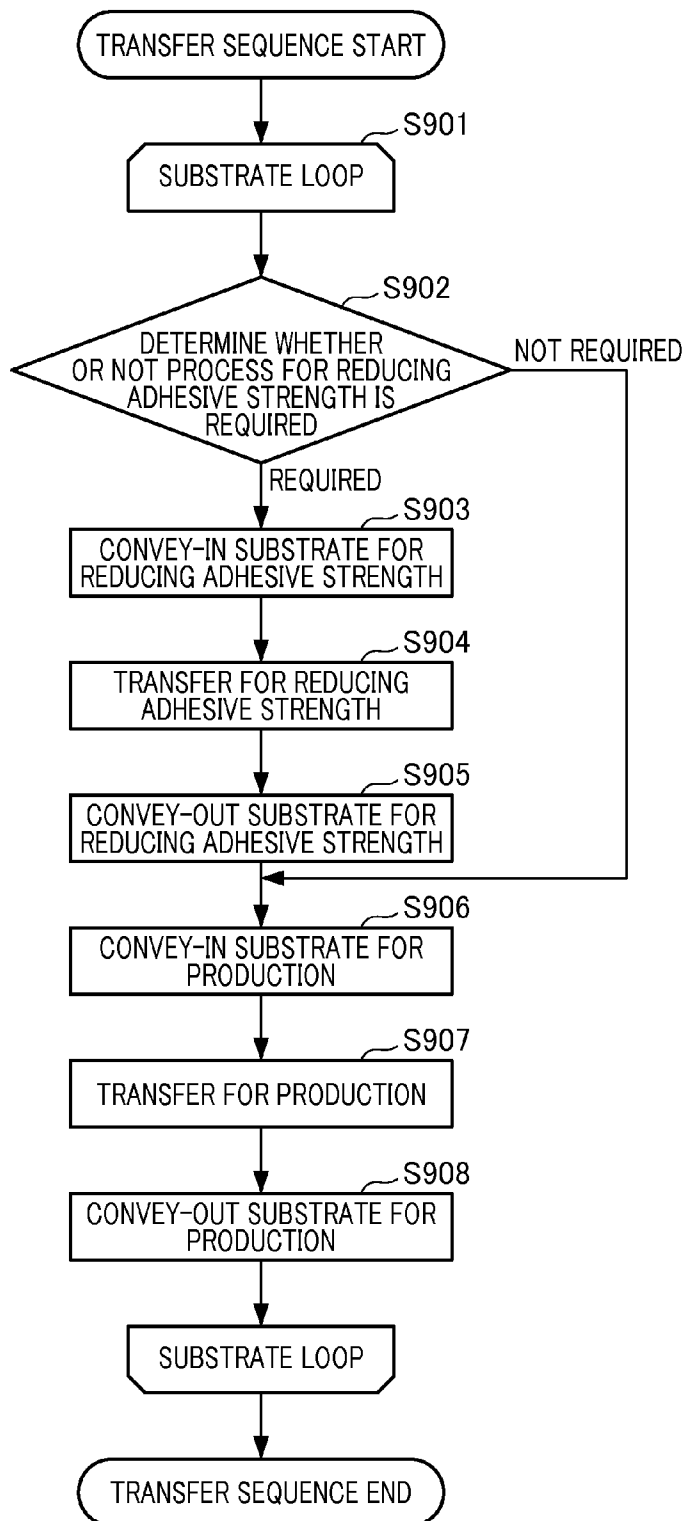 TRANSFER SEQUENCE START
S901
SUBSTRATE LOOP
S902
DETERMINE WHETHER
OR NOT PROCESS FOR REDUCING
ADHESIVE STRENGTH IS
REQUIRED
NOT REQUIRED
REQUIRED
S903
CONVEY-IN SUBSTRATE FOR
REDUCING ADHESIVE STRENGTH
S904
TRANSFER FOR REDUCING
ADHESIVE STRENGTH
S905
CONVEY-OUT SUBSTRATE FOR
REDUCING ADHESIVE STRENGTH
S906
CONVEY-IN SUBSTRATE FOR
PRODUCTION
S907
TRANSFER FOR PRODUCTION
S908
CONVEY-OUT SUBSTRATE FOR
PRODUCTION
SUBSTRATE LOOP
TRANSFER SEQUENCE END